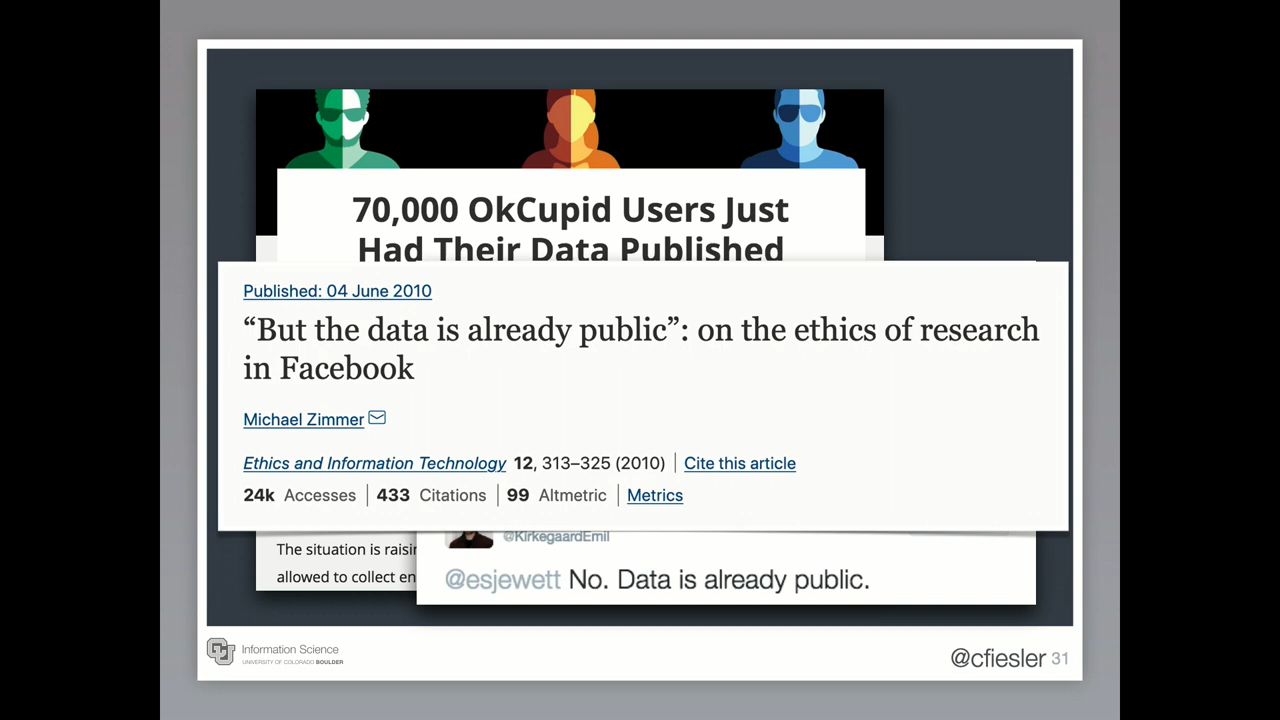 70,000 OkCupid Users Just
Had Their Data Published
Published: 04 June 2010
“But the data is already public”: on the ethics of research
in Facebook
Michael Zimmer
Ethics and Information Technology 12, 313–325 (2010) | Cite this article
24k Accesses | 433 Citations | 99 Altmetric | Metrics
The situation is raisin
allowed to collect en
@KirkegaardEmil
@esjewett No. Data is already public.
CU
Information Science
UNIVERSITY OF COLORADO BOULDER
@cfiesler 31